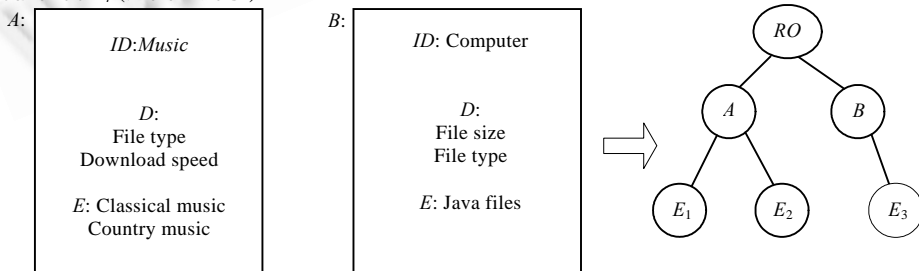 A:
ID:Music
D:
File type
Download speed
E: Classical music
Country music
B:
ID: Computer
D:
File size
File type
E: Java files
RO
A
B
E1
E2
E3